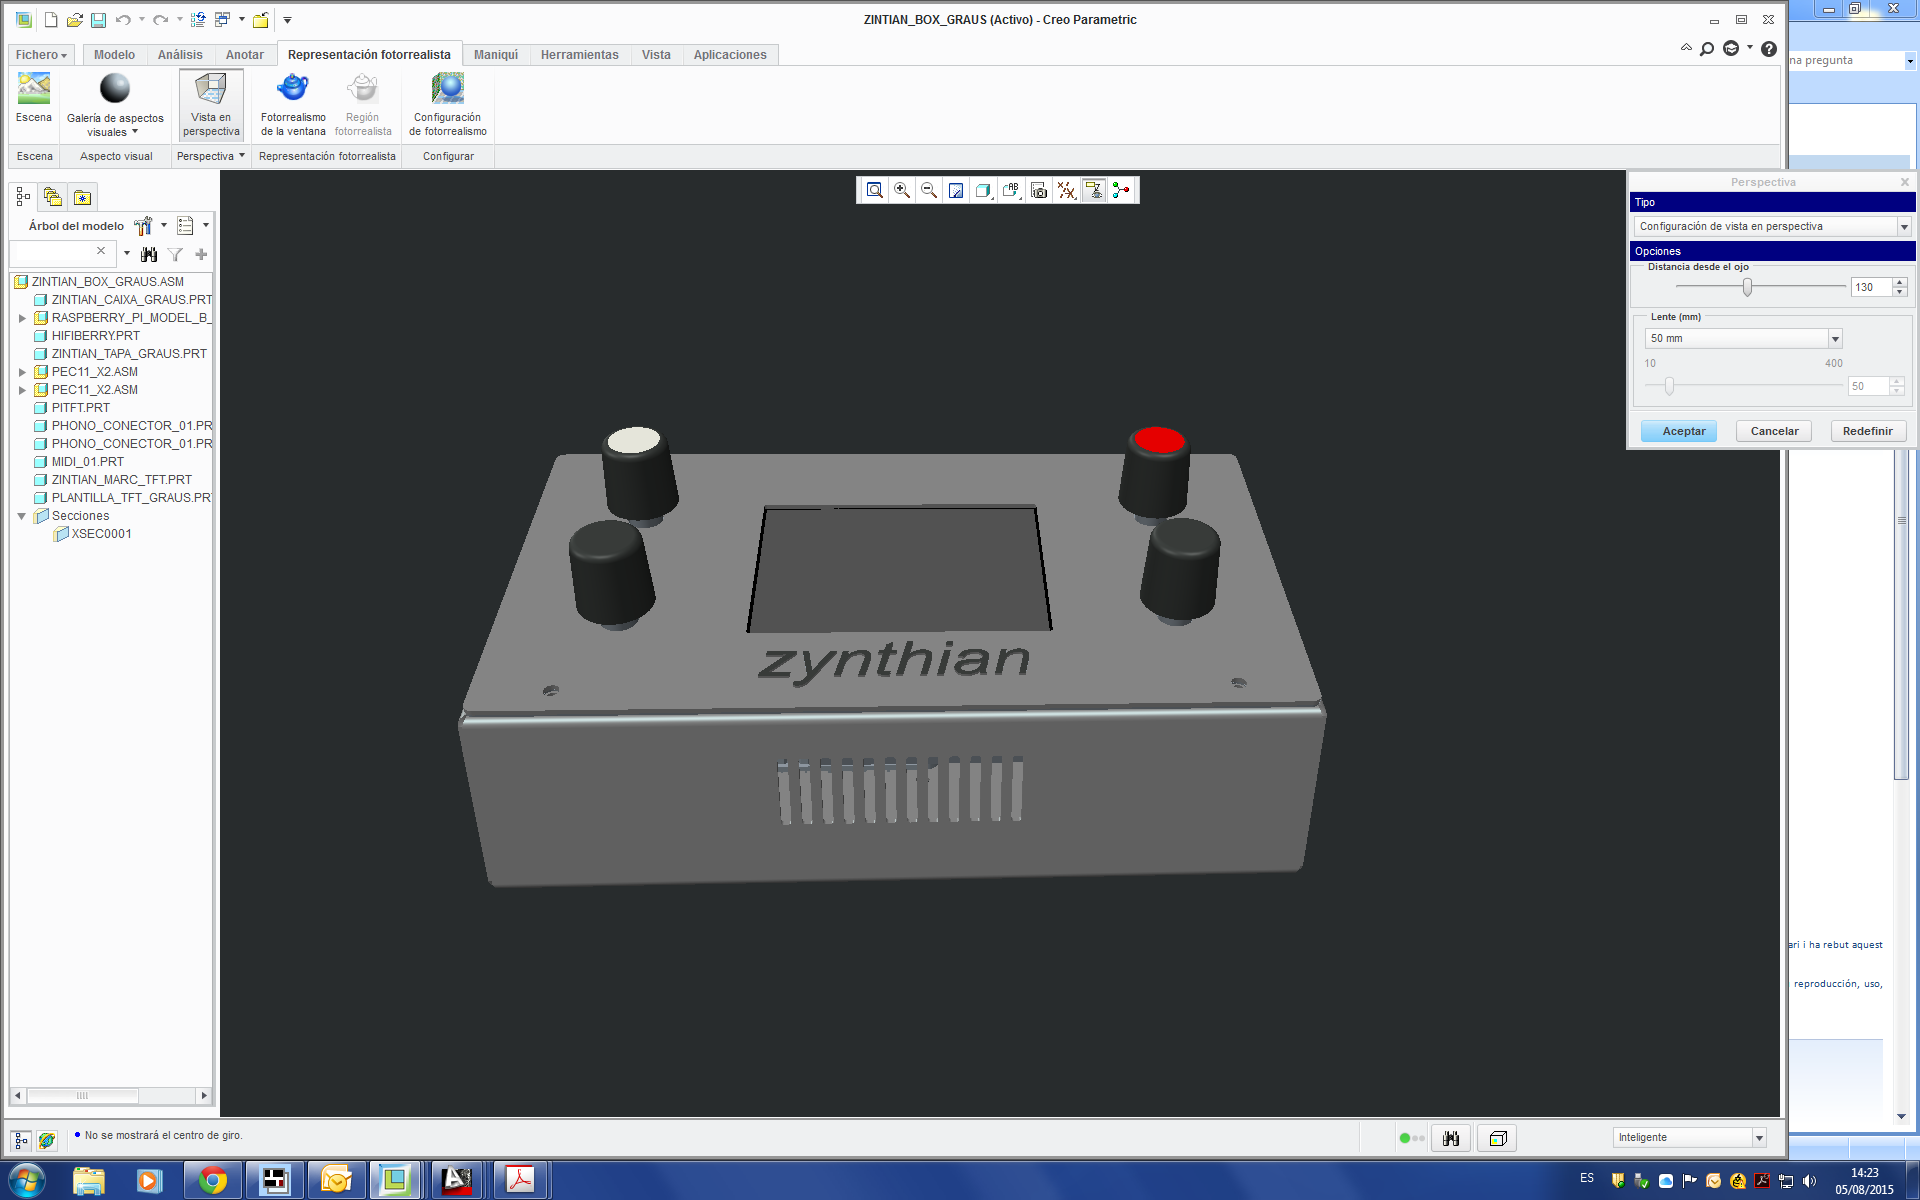 ZINTIAN_BOX_GRAUS (Activo) - Creo Parametric
Fichero
Modelo
Análisis
Anotar
Representación fotorrealista
Maniquí
Herramientas
Vista
Aplicaciones
na pregunta
Escena
Galería de aspectos
visuales
Vista en
perspectiva
Fotorrealismo
de la ventana
Región
fotorrealista
Configuración
de fotorrealismo
Escena
Aspecto visual
Perspectiva
Representación fotorrealista
Configurar
Árbol del modelo
ZINTIAN_BOX_GRAUS.ASM
ZINTIAN_CAIXA_GRAUS.PRT
RASPBERRY_PI_MODEL_B_
HIFIBERRY.PRT
ZINTIAN_TAPA_GRAUS.PRT
PEC11_X2.ASM
PEC11_X2.ASM
PITFT.PRT
PHONO_CONECTOR_01.PR
PHONO_CONECTOR_01.PR
MIDI_01.PRT
ZINTIAN_MARC_TFT.PRT
PLANTILLA_TFT_GRAUS.PR
Secciones
XSEC0001
Perspectiva
Tipo
Configuración de vista en perspectiva
Opciones
Distancia desde el ojo
130
Lente (mm)
50 mm
10
400
50
Aceptar
Cancelar
Redefinir
zynthian
ari i ha rebut aquest
reproducción, uso,
No se mostrará el centro de giro.
Inteligente
ES
14:23
05/08/2015